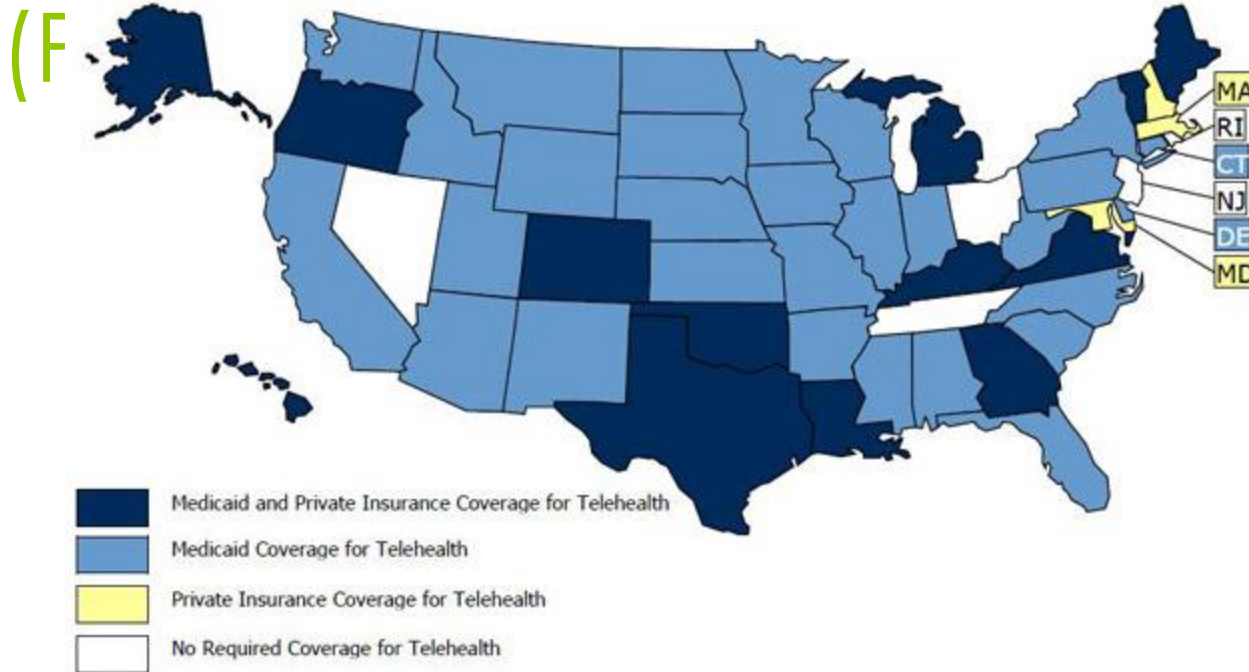 (F
MA
RI
CT
NJ
DE
MD
Medicaid and Private Insurance Coverage for Telehealth
Medicaid Coverage for Telehealth
Private Insurance Coverage for Telehealth
No Required Coverage for Telehealth